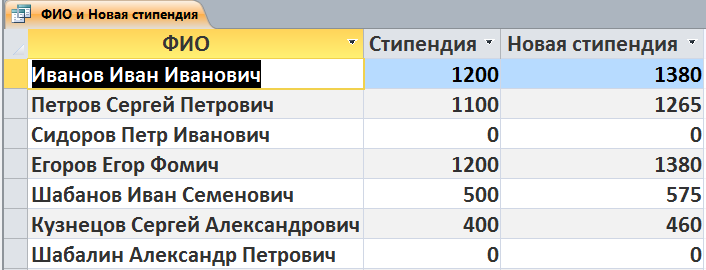 ФИО и Новая стипендия
ФИО Стипендия Новая стипендия
Иванов Иван Иванович 1200 1380
Петров Сергей Петрович 1100 1265
Сидоров Петр Иванович 0 0
Егоров Егор Фомич 1200 1380
Шабанов Иван Семенович 500 575
Кузнецов Сергей Александрович 400 460
Шабалин Александр Петрович 0 0